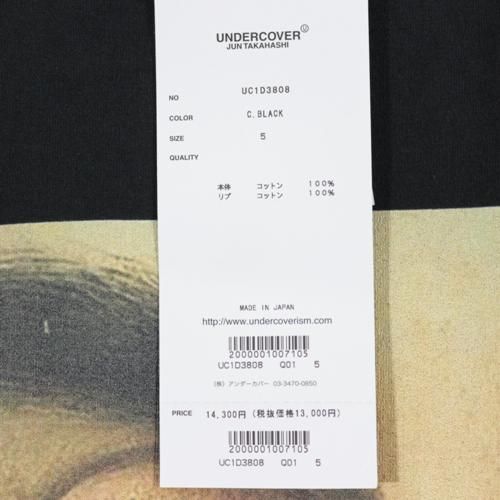 UNDERCOVER U
JUN TAKAHASHI
NO UC1D3808
COLOR C.BLACK
SIZE 5
QUALITY
本体 コットン 100%
リブ コットン 100%
MADE IN JAPAN
http://www.undercoverism.com
2000001007105
UC1D3808 Q01 5
(株)アンダーカバー 03-3470-0850
PRICE 14,300円 (税抜価格13,000円)
2000001007105
UC1D3808 Q01 5